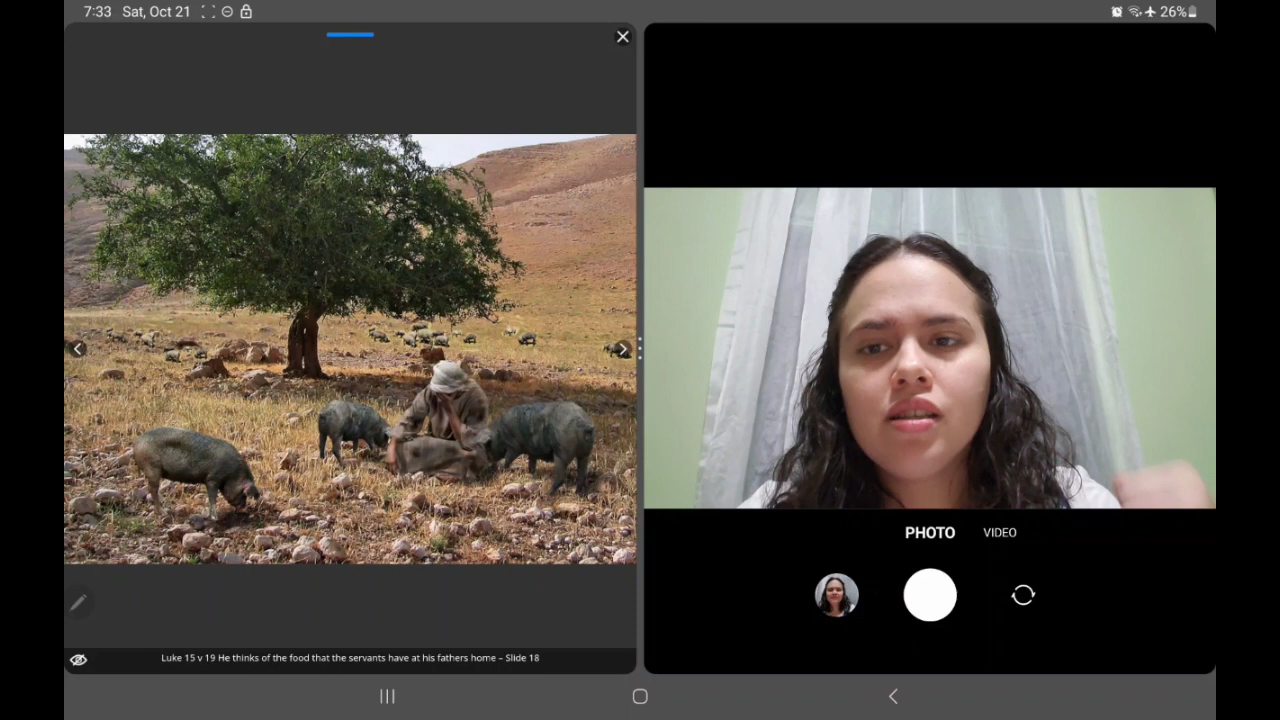 7:33 Sat, Oct 21
26%
PHOTO VIDEO
Luke 15 v 19 He thinks of the food that the servants have at his fathers home – Slide 18